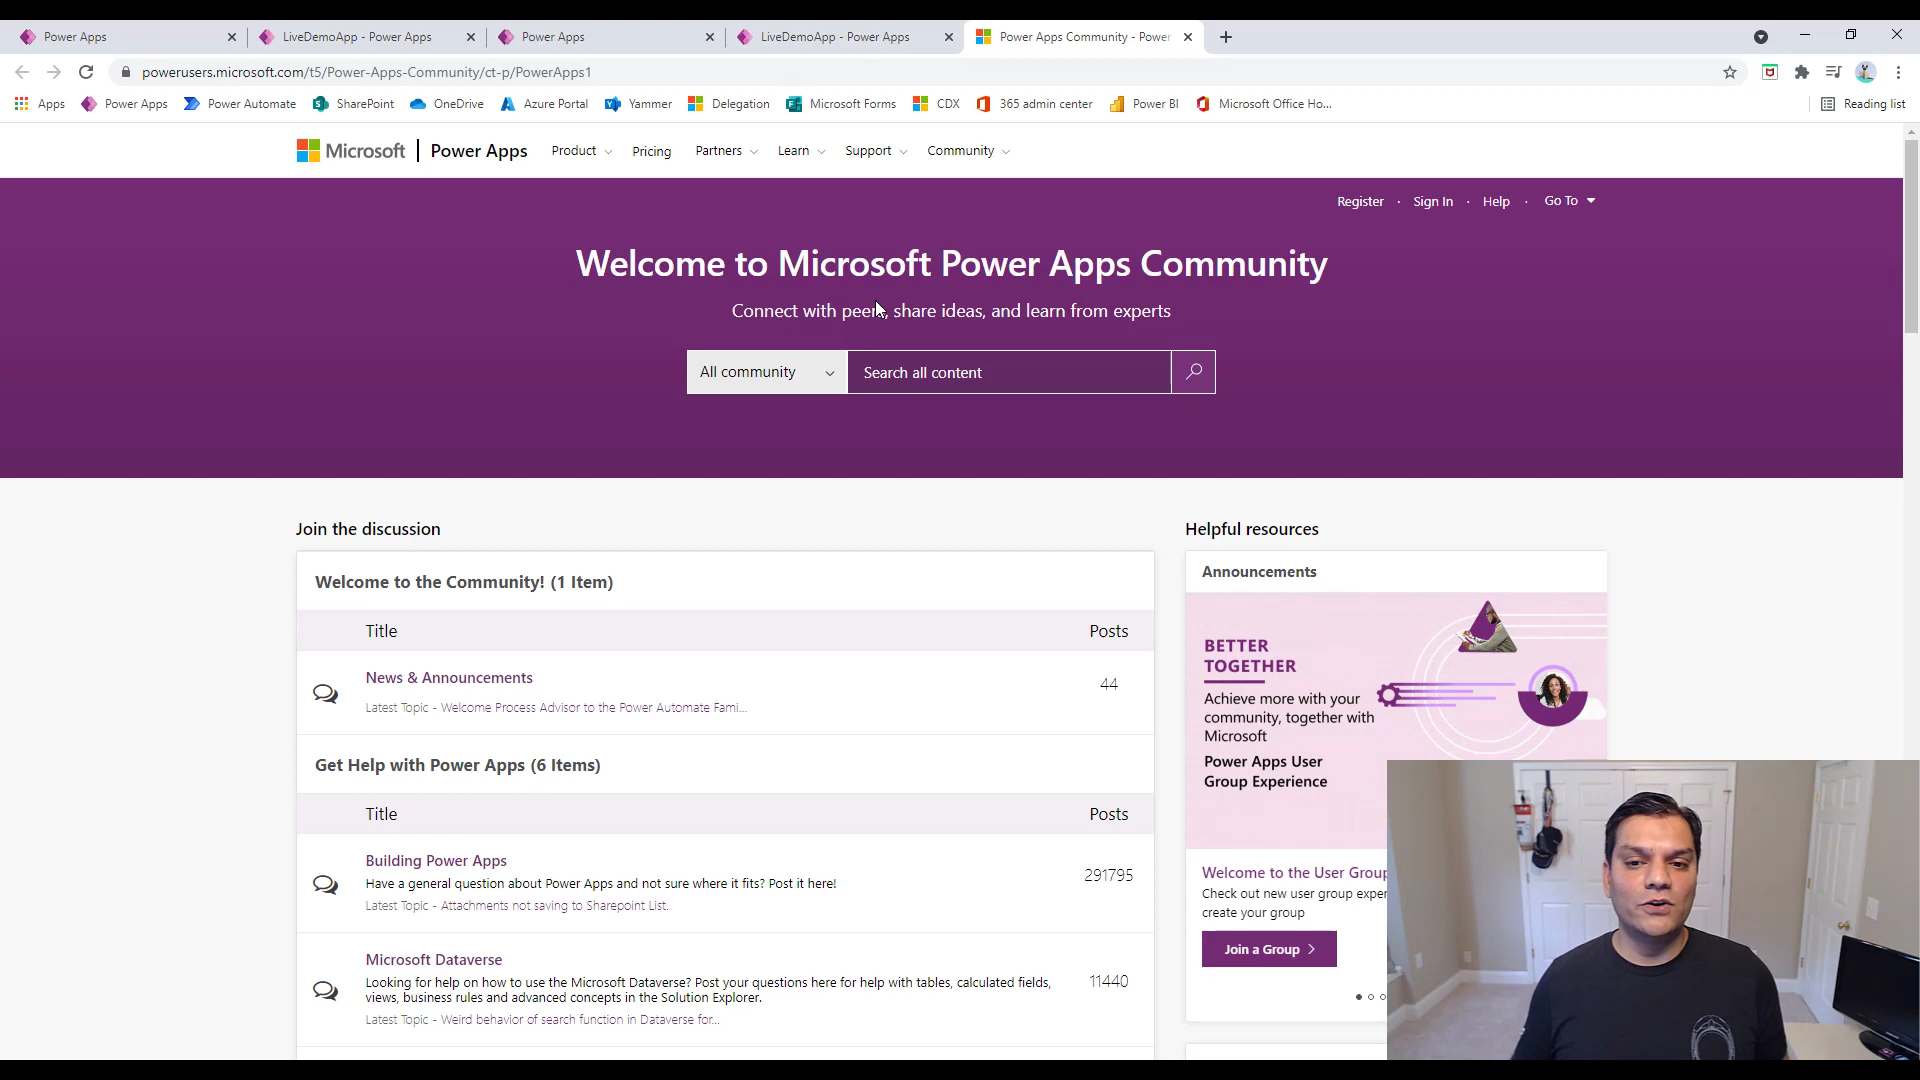 Power Apps
LiveDemoApp - Power Apps
Power Apps
LiveDemoApp - Power Apps
Power Apps Community - Power
powerusers.microsoft.com/t5/Power-Apps-Community/ct-p/PowerApps1
Apps Power Apps Power Automate SharePoint OneDrive Azure Portal Yammer Delegation Microsoft Forms CDX 365 admin center Power BI Microsoft Office Ho... Reading list
Microsoft | Power Apps Product Pricing Partners Learn Support Community
Register · Sign In · Help · Go To
Welcome to Microsoft Power Apps Community
Connect with peers, share ideas, and learn from experts
All community Search all content
Join the discussion
Welcome to the Community! (1 Item)
Title Posts
News & Announcements
44
Latest Topic - Welcome Process Advisor to the Power Automate Fami...
Get Help with Power Apps (6 Items)
Title Posts
Building Power Apps
Have a general question about Power Apps and not sure where it fits? Post it here!
291795
Latest Topic - Attachments not saving to Sharepoint List.
Microsoft Dataverse
Looking for help on how to use the Microsoft Dataverse? Post your questions here for help with tables, calculated fields,
views, business rules and advanced concepts in the Solution Explorer.
11440
Latest Topic - Weird behavior of search function in Dataverse for...
Helpful resources
Announcements
BETTER
TOGETHER
Achieve more with your
community, together with
Microsoft
Power Apps User
Group Experience
Welcome to the User Group
Check out new user group exper
create your group
Join a Group